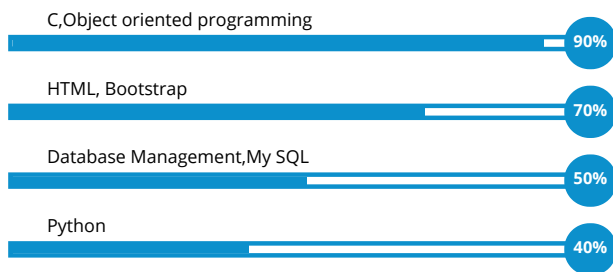 C,Object oriented programming
90%
HTML, Bootstrap
70%
Database Management,My SQL
50%
Python
40%